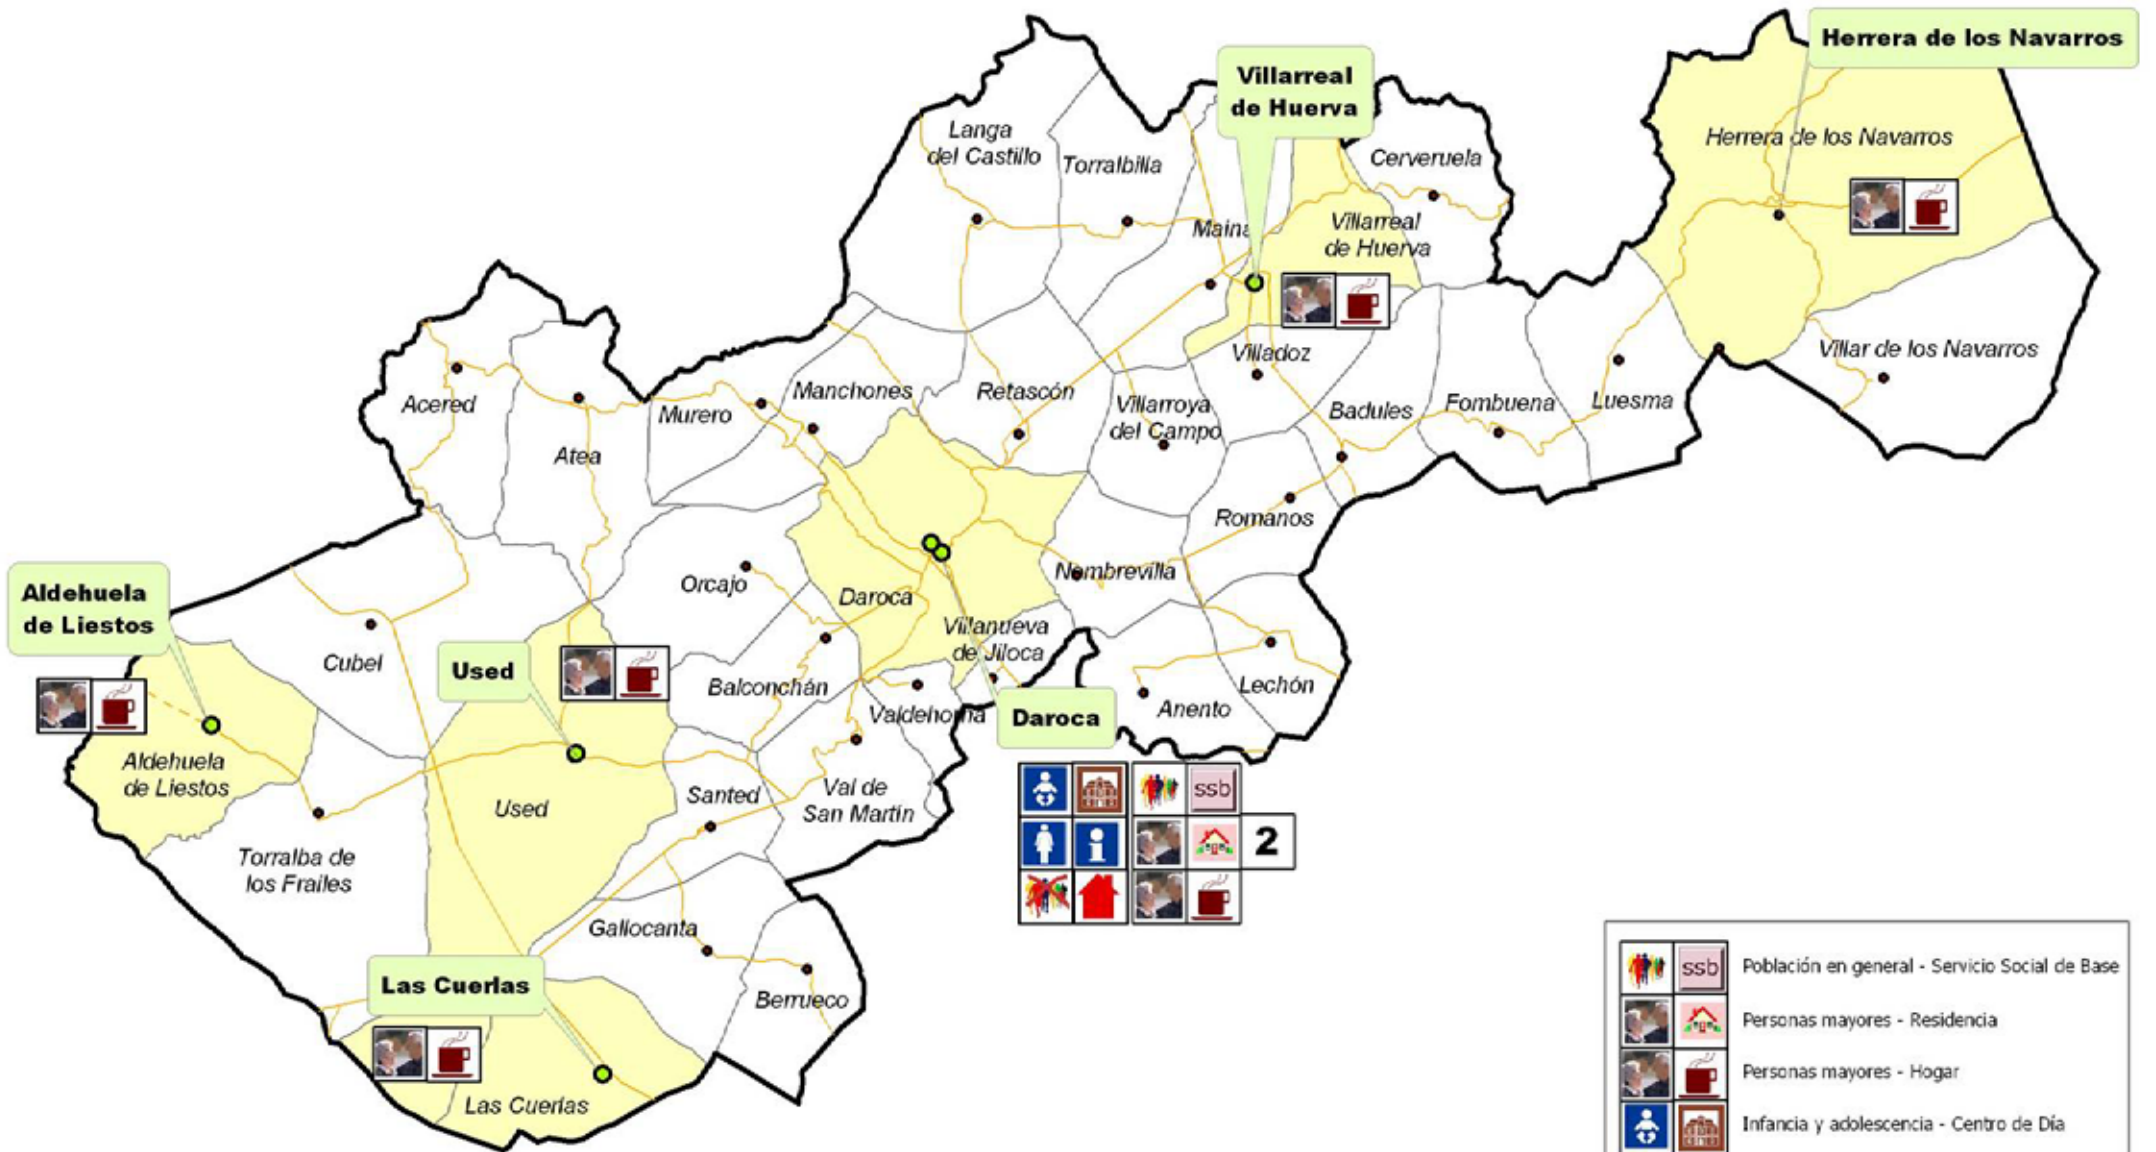 Herrera de los Navarros
Villarreal
de Huerva
Langa
del Castillo
Torralbilla
Cerveruela
Herrera de los Navarros
Villarreal
de Huerva
Villadoz
Villar de los Navarros
Acered
Murero
Manchones
Retascón
Villarroya
del Campo
Badules
Fombuena
Luesma
Atea
Romanos
Nombrevilla
Orcajo
Daroca
Aldehuela
de Liestos
Villanueva
de Jiloca
Cubel
Used
Balconchán
Lechón
Anento
Valdehorna
Daroca
Aldehuela
de Liestos
Used
Santed
Val de
San Martín
ssb
2
Torralba de
los Frailes
Gallocanta
Las Cuerlas
Berrueco
Las Cuerlas
ssb
Población en general - Servicio Social de Base
Personas mayores - Residencia
Personas mayores - Hogar
Infancia y adolescencia - Centro de Día